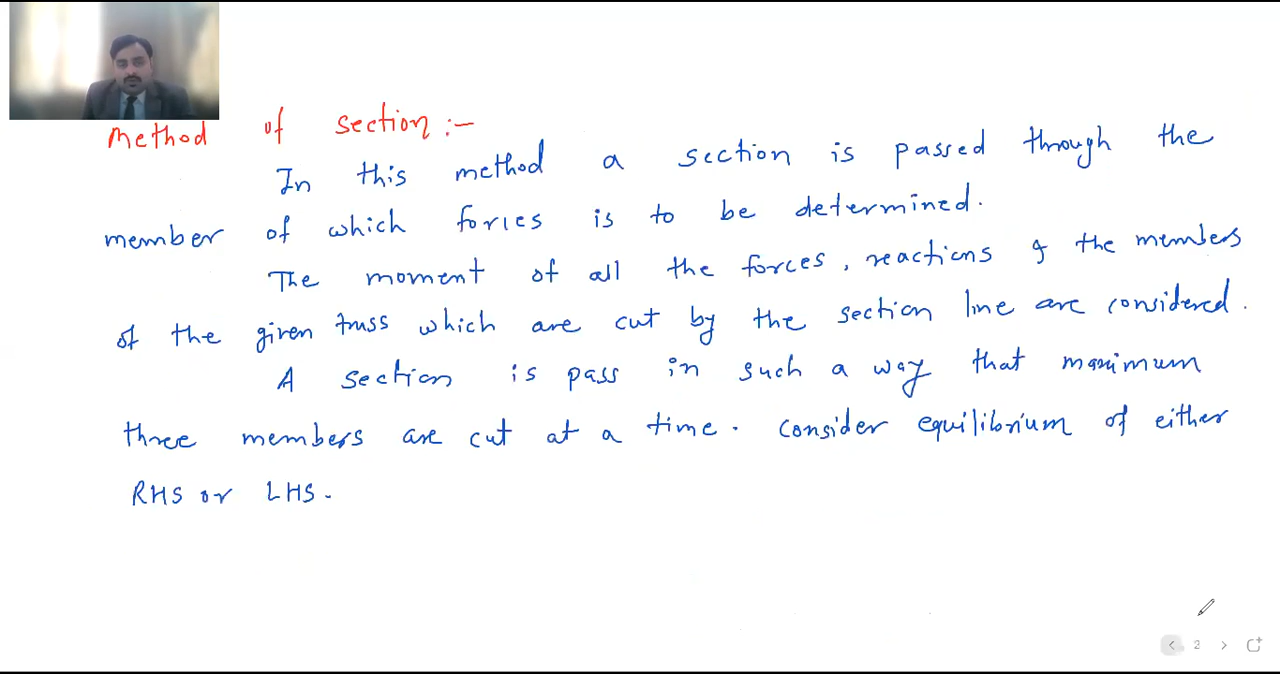 Method of section :-
In this method a section is passed through the
member of which forces is to be determined.
The moment of all the forces, reactions & the members
of the given truss which are cut by the section line are considered.
A section is pass in such a way that maximum
three members are cut at a time. Consider equilibrium of either
RHS or LHS.
2